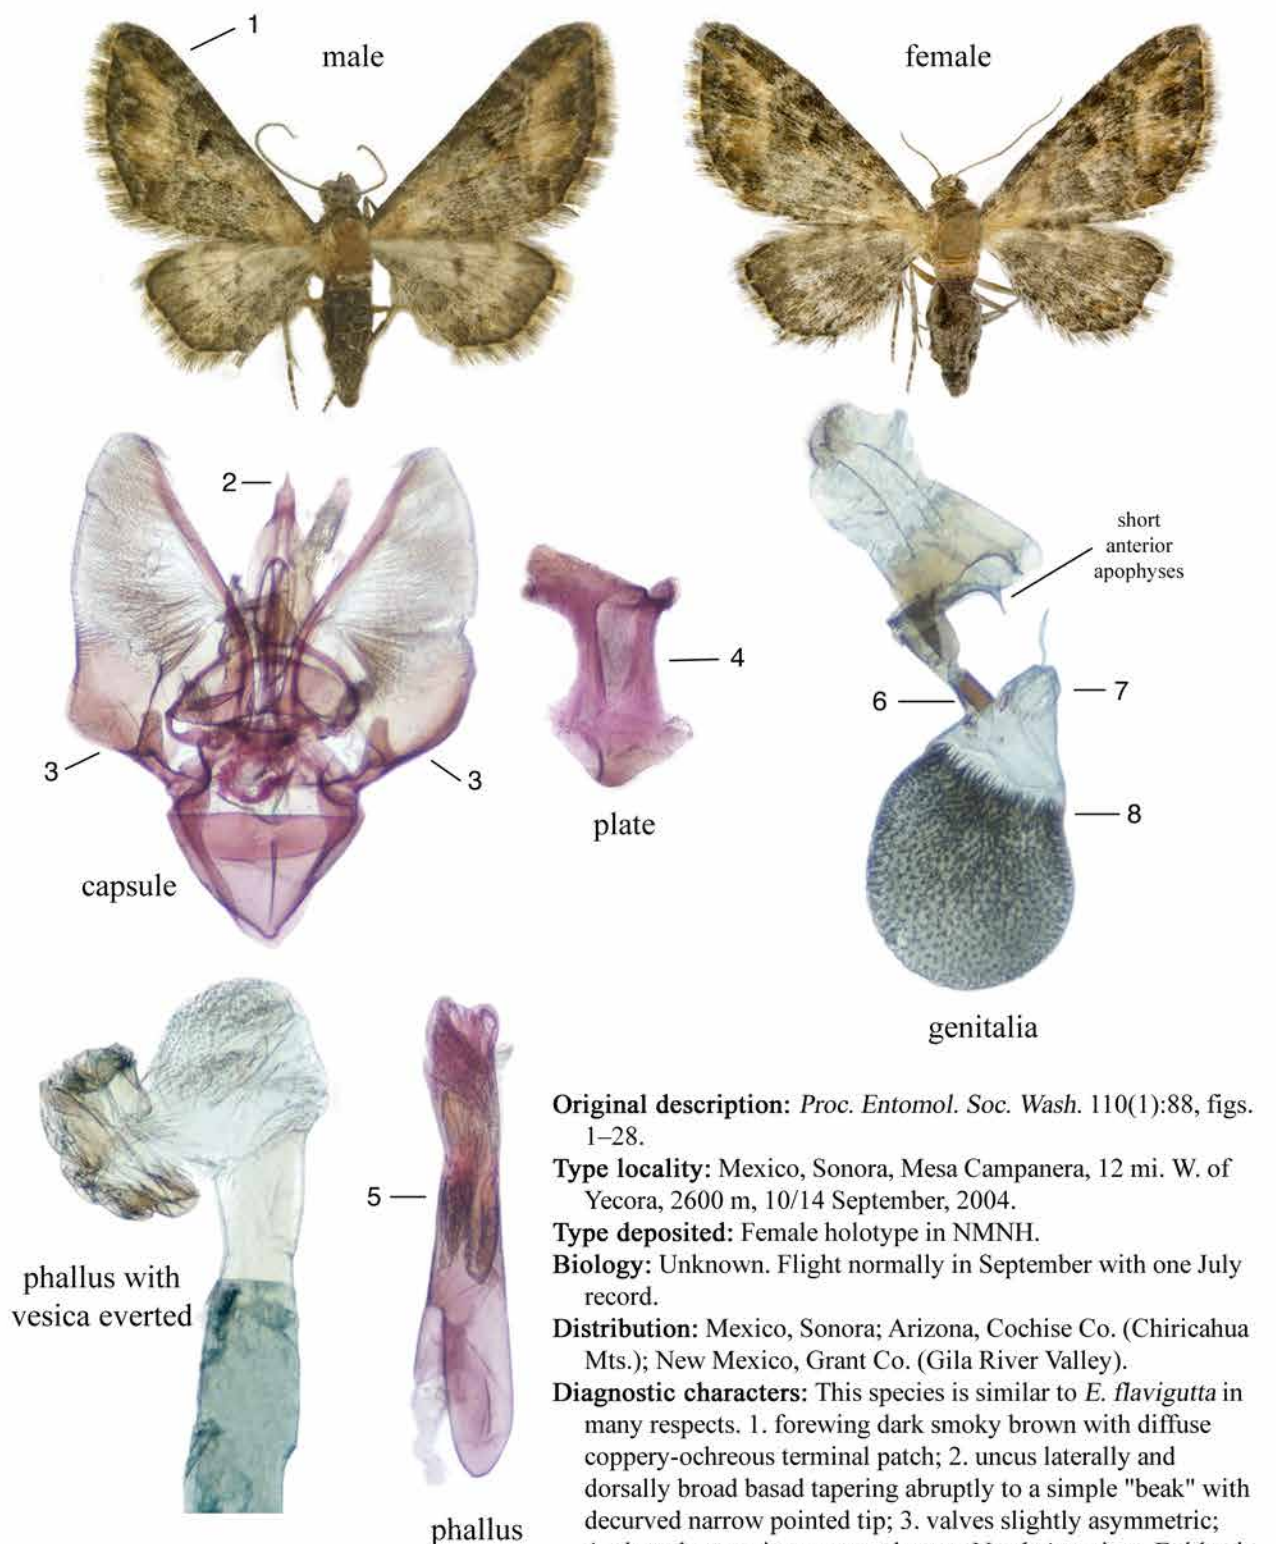 1
male
female
2
short
anterior
apophyses
4
6
7
3
3
8
plate
capsule
genitalia
5
phallus with
vesica everted
phallus
Original description: Proc. Entomol. Soc. Wash. 110(1):88, figs.
1–28.
Type locality: Mexico, Sonora, Mesa Campanera, 12 mi. W. of
Yecora, 2600 m, 10/14 September, 2004.
Type deposited: Female holotype in NMNH.
Biology: Unknown. Flight normally in September with one July
record.
Distribution: Mexico, Sonora; Arizona, Cochise Co. (Chiricahua
Mts.); New Mexico, Grant Co. (Gila River Valley).
Diagnostic characters: This species is similar to E. flavigutta in
many respects. 1. forewing dark smoky brown with diffuse
coppery-ochreous terminal patch; 2. uncus laterally and
dorsally broad basad tapering abruptly to a simple "beak" with
decurved narrow pointed tip; 3. valves slightly asymmetric;